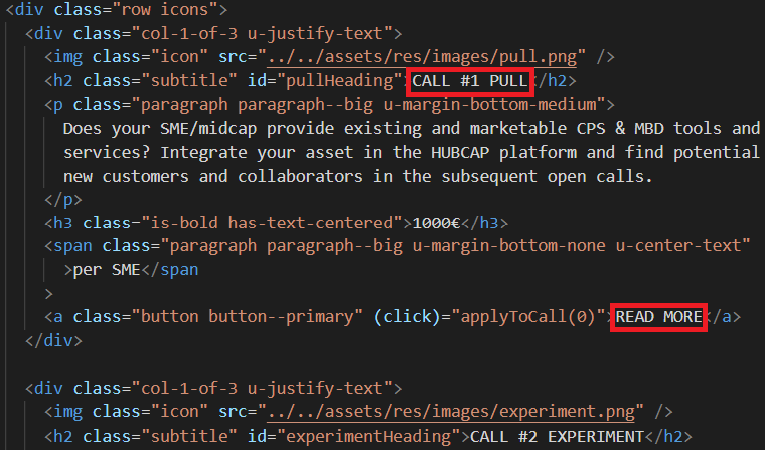 <div class="row icons">
<div class="col-1-of-3 u-justify-text">
<img class="icon" src="../../assets/res/images/pull.png" />
<h2 class="subtitle" id="pullHeading">CALL #1 PULL</h2>
<p class="paragraph paragraph--big u-margin-bottom-medium">
Does your SME/midcap provide existing and marketable CPS & MBD tools and
services? Integrate your asset in the HUBCAP platform and find potential
new customers and collaborators in the subsequent open calls.
</p>
<h3 class="is-bold has-text-centered">1000€</h3>
<span class="paragraph paragraph--big u-margin-bottom-none u-center-text"
>per SME</span
>
<a class="button button--primary" (click)="applyToCall(0)">READ MORE</a>
</div>
<div class="col-1-of-3 u-justify-text">
<img class="icon" src="../../assets/res/images/experiment.png" />
<h2 class="subtitle" id="experimentHeading">CALL #2 EXPERIMENT</h2>